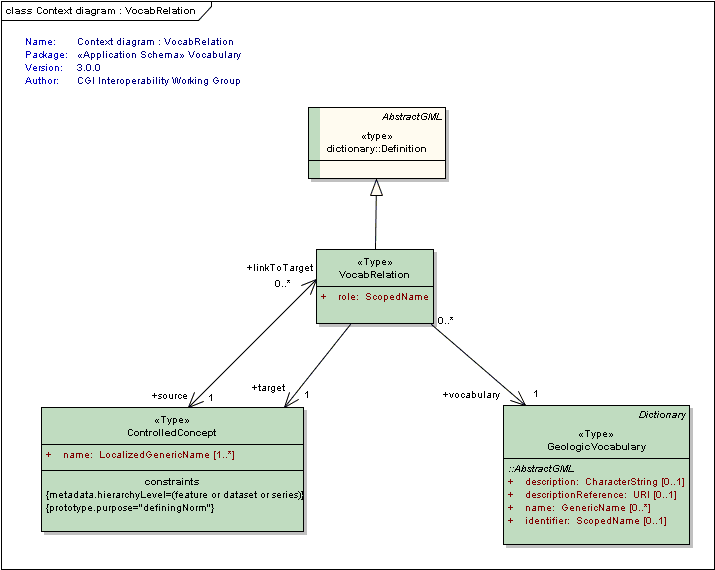 class Context diagram : VocabRelation
Name: Context diagram : VocabRelation
Package: «Application Schema» Vocabulary
Version: 3.0.0
Author: CGI Interoperability Working Group
AbstractGML
«type»
dictionary::Definition
«Type»
VocabRelation
+ role: ScopedName
+linkToTarget
0..*
0..*
+source
1
+target
1
+vocabulary
1
«Type»
ControlledConcept
+ name: LocalizedGenericName [1..*]
constraints
{metadata.hierarchyLevel=(feature or dataset or series)}
{prototype.purpose="definingNorm"}
Dictionary
«Type»
GeologicVocabulary
::AbstractGML
+ description: CharacterString [0..1]
+ descriptionReference: URI [0..1]
+ name: GenericName [0..*]
+ identifier: ScopedName [0..1]